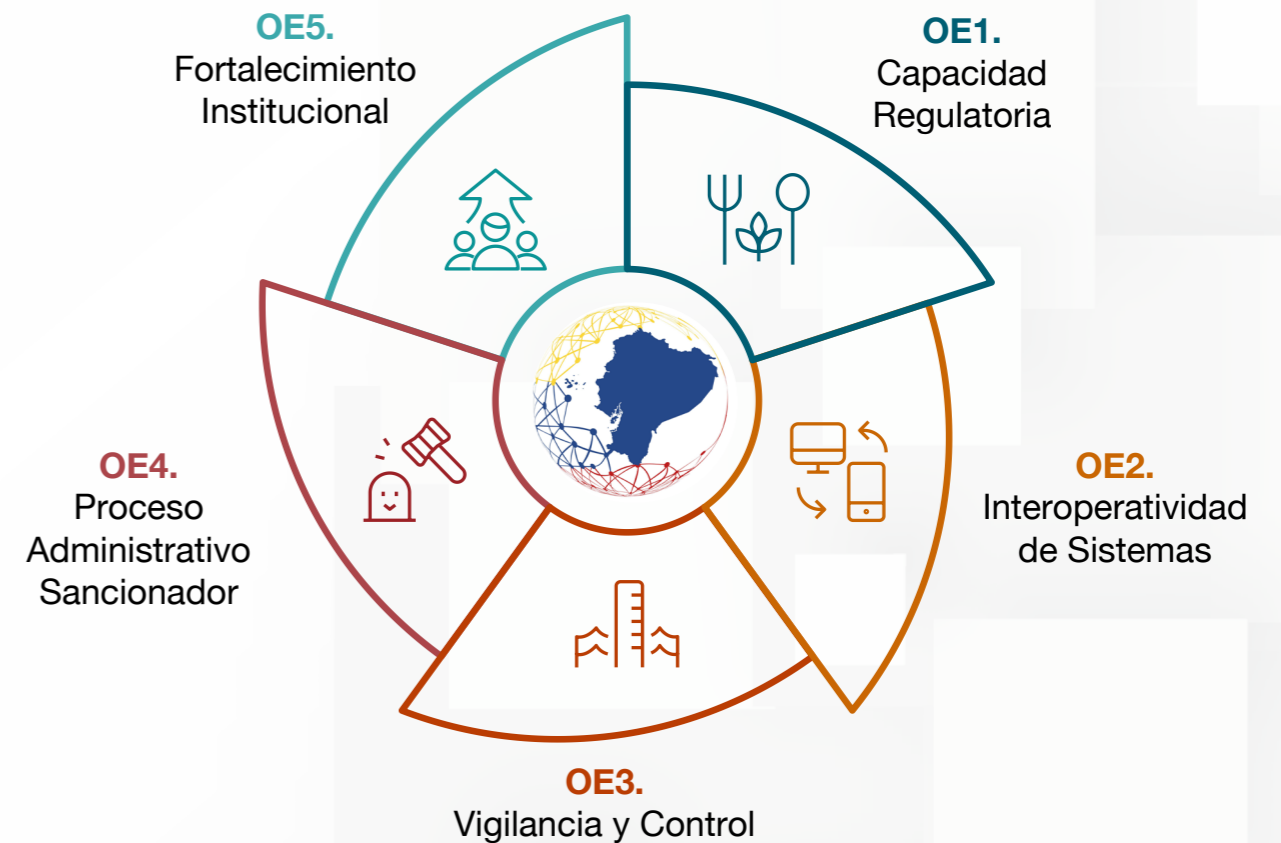 OE5.
Fortalecimiento
Institucional
OE1.
Capacidad
Regulatoria
OE4.
Proceso
Administrativo
Sancionador
OE2.
Interoperatividad
de Sistemas
OE3.
Vigilancia y Control